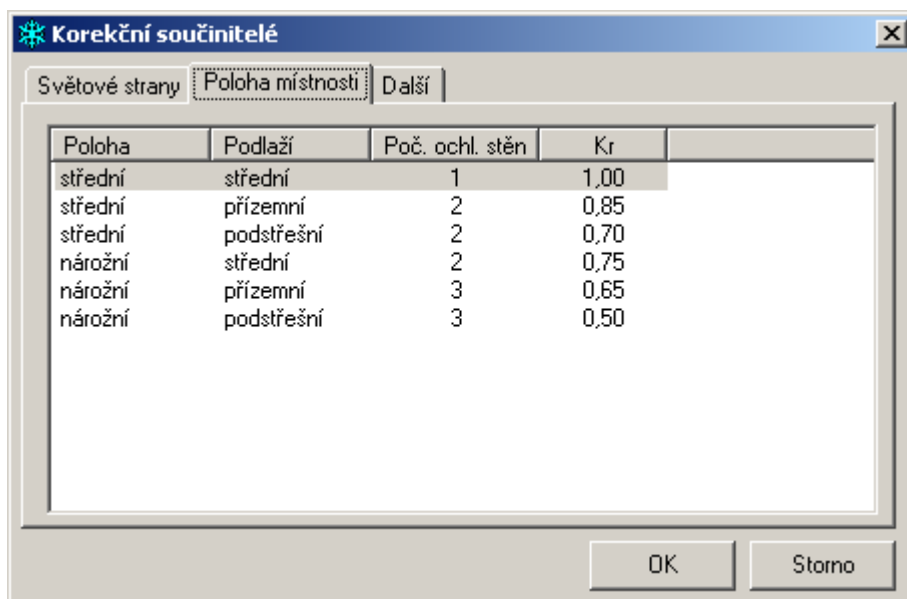 Korekční součinitelé
Světové strany Poloha místnosti Další
Poloha Podlaží Poč. ochl. stěn Kr
střední střední 1 1,00
střední přízemní 2 0,85
střední podstřešní 2 0,70
nárožní střední 2 0,75
nárožní přízemní 3 0,65
nárožní podstřešní 3 0,50
OK Storno